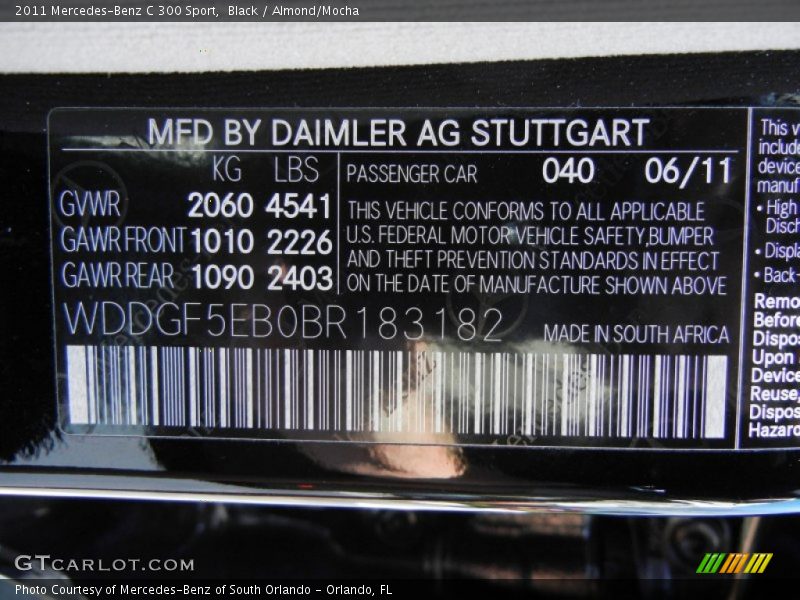 2011 Mercedes-Benz C 300 Sport, Black / Almond/Mocha
MFD BY DAIMLER AG STUTTGART
KG LBS
GVWR 2060 4541
GAWR FRONT 1010 2226
GAWR REAR 1090 2403
PASSENGER CAR 040 06/11
THIS VEHICLE CONFORMS TO ALL APPLICABLE
U.S. FEDERAL MOTOR VEHICLE SAFETY,BUMPER
AND THEFT PREVENTION STANDARDS IN EFFECT
ON THE DATE OF MANUFACTURE SHOWN ABOVE
WDDGF5EB0BR183182
MADE IN SOUTH AFRICA
This v
include
device
manuf
• High
Disch
• Displa
• Back-
Remo
Before
Dispos
Upon
Device
Reuse,
Dispos
Hazard
GTCARLOT.COM
Photo Courtesy of Mercedes-Benz of South Orlando - Orlando, FL